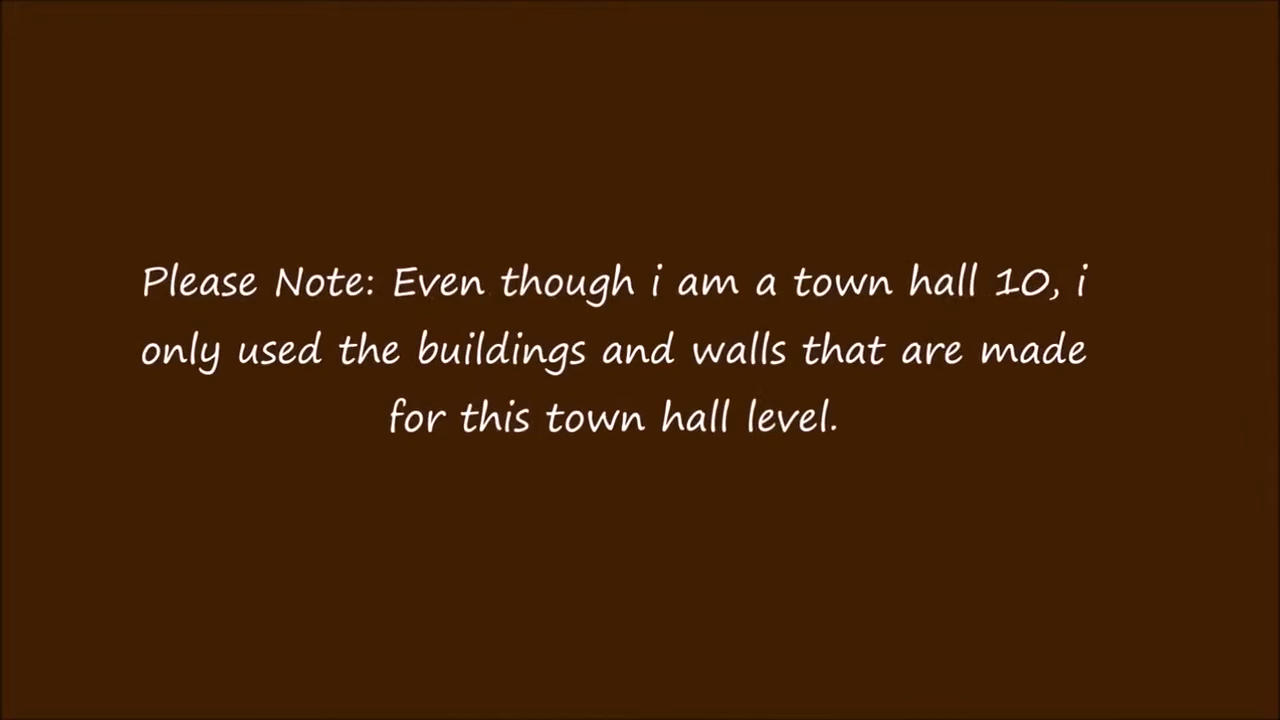 Please Note: Even though i am a town hall 10, i
only used the buildings and walls that are made
for this town hall level.